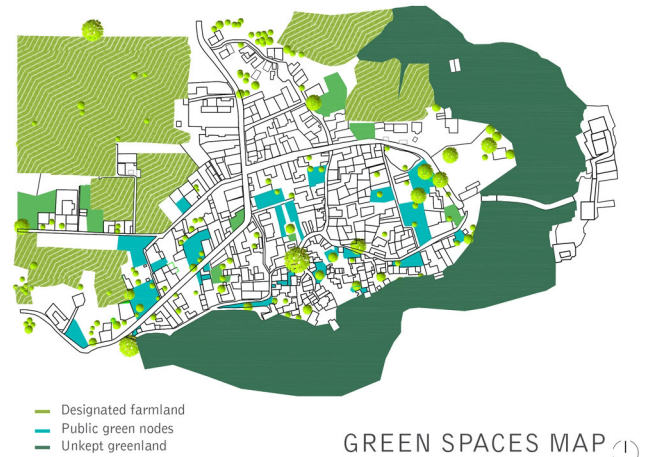 Designated farmland
Public green nodes
Unkept greenland
GREEN SPACES MAP